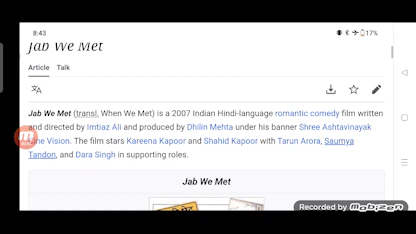 8:43
17%
Jab We Met
Article Talk
Jab We Met (transl. When We Met) is a 2007 Indian Hindi-language romantic comedy film written
and directed by Imtiaz Ali and produced by Dhilin Mehta under his banner Shree Ashtavinayak
Cine Vision. The film stars Kareena Kapoor and Shahid Kapoor with Tarun Arora, Saumya
Tandon, and Dara Singh in supporting roles.
Jab We Met
Recorded by Mobizen